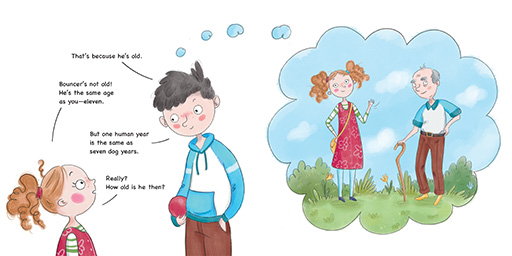 That's because he's old.
Bouncer's not old!
He's the same age
as you—eleven.
But one human year
is the same as
seven dog years.
Really?
How old is he then?